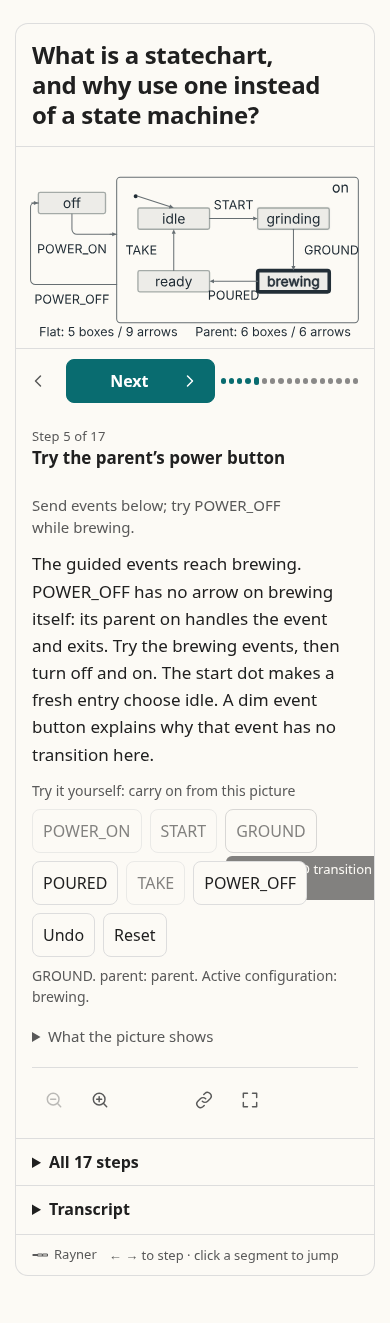 What is a statechart,
and why use one instead
of a state machine?
on
off
idle
START
grinding
POWER_ON
TAKE
GROUND
ready
brewing
POURED
POWER_OFF
Flat: 5 boxes / 9 arrows Parent: 6 boxes / 6 arrows
Next
Step 5 of 17
Try the parent’s power button
Send events below; try POWER_OFF
while brewing.
The guided events reach brewing.
POWER_OFF has no arrow on brewing
itself: its parent on handles the event
and exits. Try the brewing events, then
turn off and on. The start dot makes a
fresh entry choose idle. A dim event
button explains why that event has no
transition here.
Try it yourself: carry on from this picture
POWER_ON START GROUND
transition
POURED TAKE POWER_OFF
Undo Reset
GROUND. parent: parent. Active configuration:
brewing.
What the picture shows
All 17 steps
Transcript
Rayner ← → to step · click a segment to jump